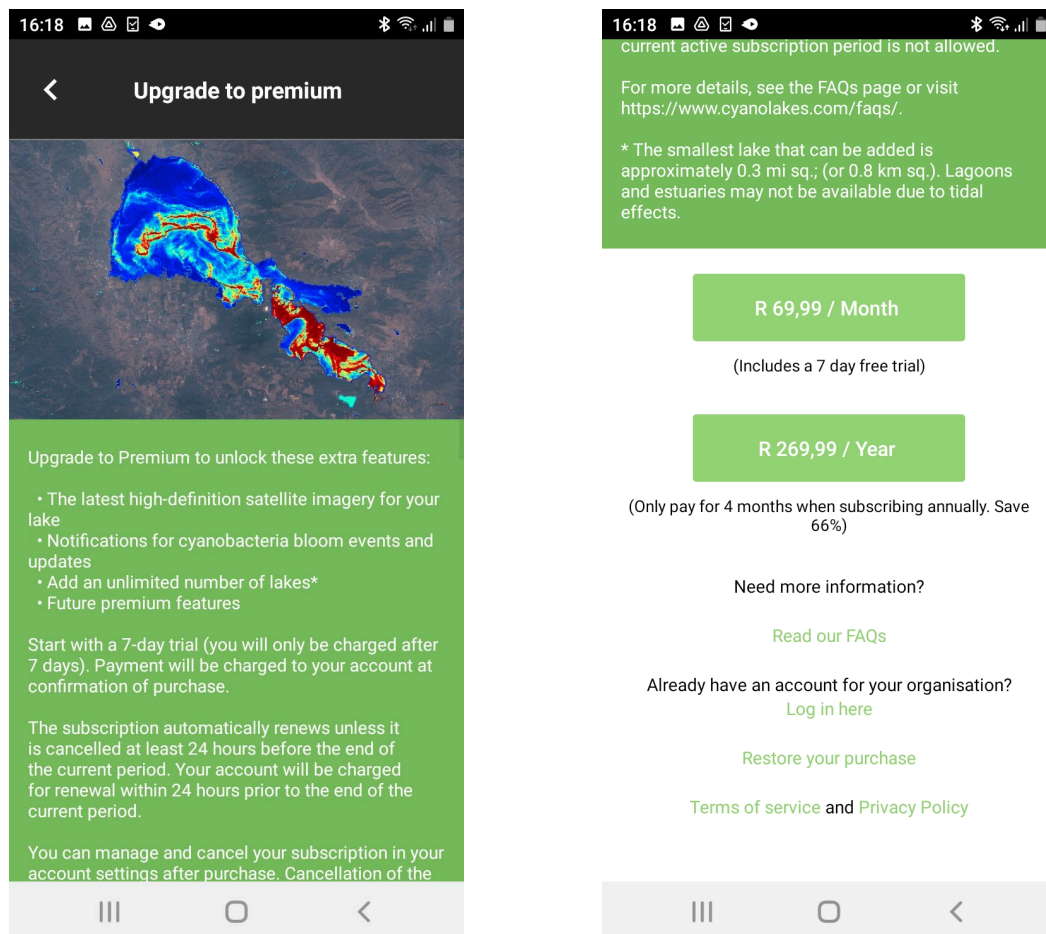 16:18
Upgrade to premium
Upgrade to Premium to unlock these extra features:
• The latest high-definition satellite imagery for your
lake
• Notifications for cyanobacteria bloom events and
updates
• Add an unlimited number of lakes*
• Future premium features
Start with a 7-day trial (you will only be charged after
7 days). Payment will be charged to your account at
confirmation of purchase.
The subscription automatically renews unless it
is cancelled at least 24 hours before the end of
the current period. Your account will be charged
for renewal within 24 hours prior to the end of the
current period.
You can manage and cancel your subscription in your
account settings after purchase. Cancellation of the
16:18
current active subscription period is not allowed.
For more details, see the FAQs page or visit
https://www.cyanolakes.com/faqs/.
* The smallest lake that can be added is
approximately 0.3 mi sq.; (or 0.8 km sq.). Lagoons
and estuaries may not be available due to tidal
effects.
R 69,99 / Month
(Includes a 7 day free trial)
R 269,99 / Year
(Only pay for 4 months when subscribing annually. Save
66%)
Need more information?
Read our FAQs
Already have an account for your organisation?
Log in here
Restore your purchase
Terms of service and Privacy Policy